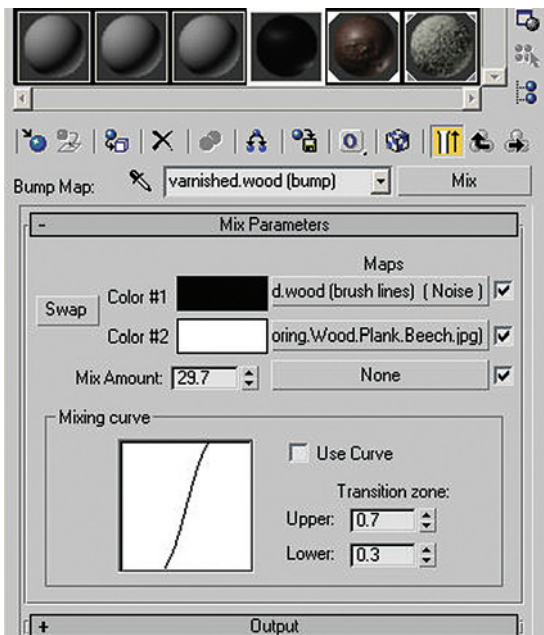 Bump Map: varnished.wood (bump) Mix
- Mix Parameters
Maps
Swap Color #1 d.wood (brush lines) ( Noise )
Color #2 oring.Wood.Plank.Beech.jpg)
Mix Amount: 29.7 None
Mixing curve
Use Curve
Transition zone:
Upper: 0.7
Lower: 0.3
+ Output